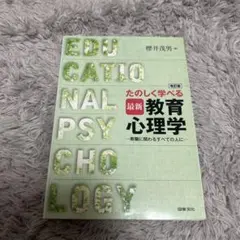 櫻井茂男 編
EDU
CATIO
NAL
PSY
CHO
LOGY
改訂版
たのしく学べる
最新 教育
心理学
―教職に関わるすべての人に―
図書文化